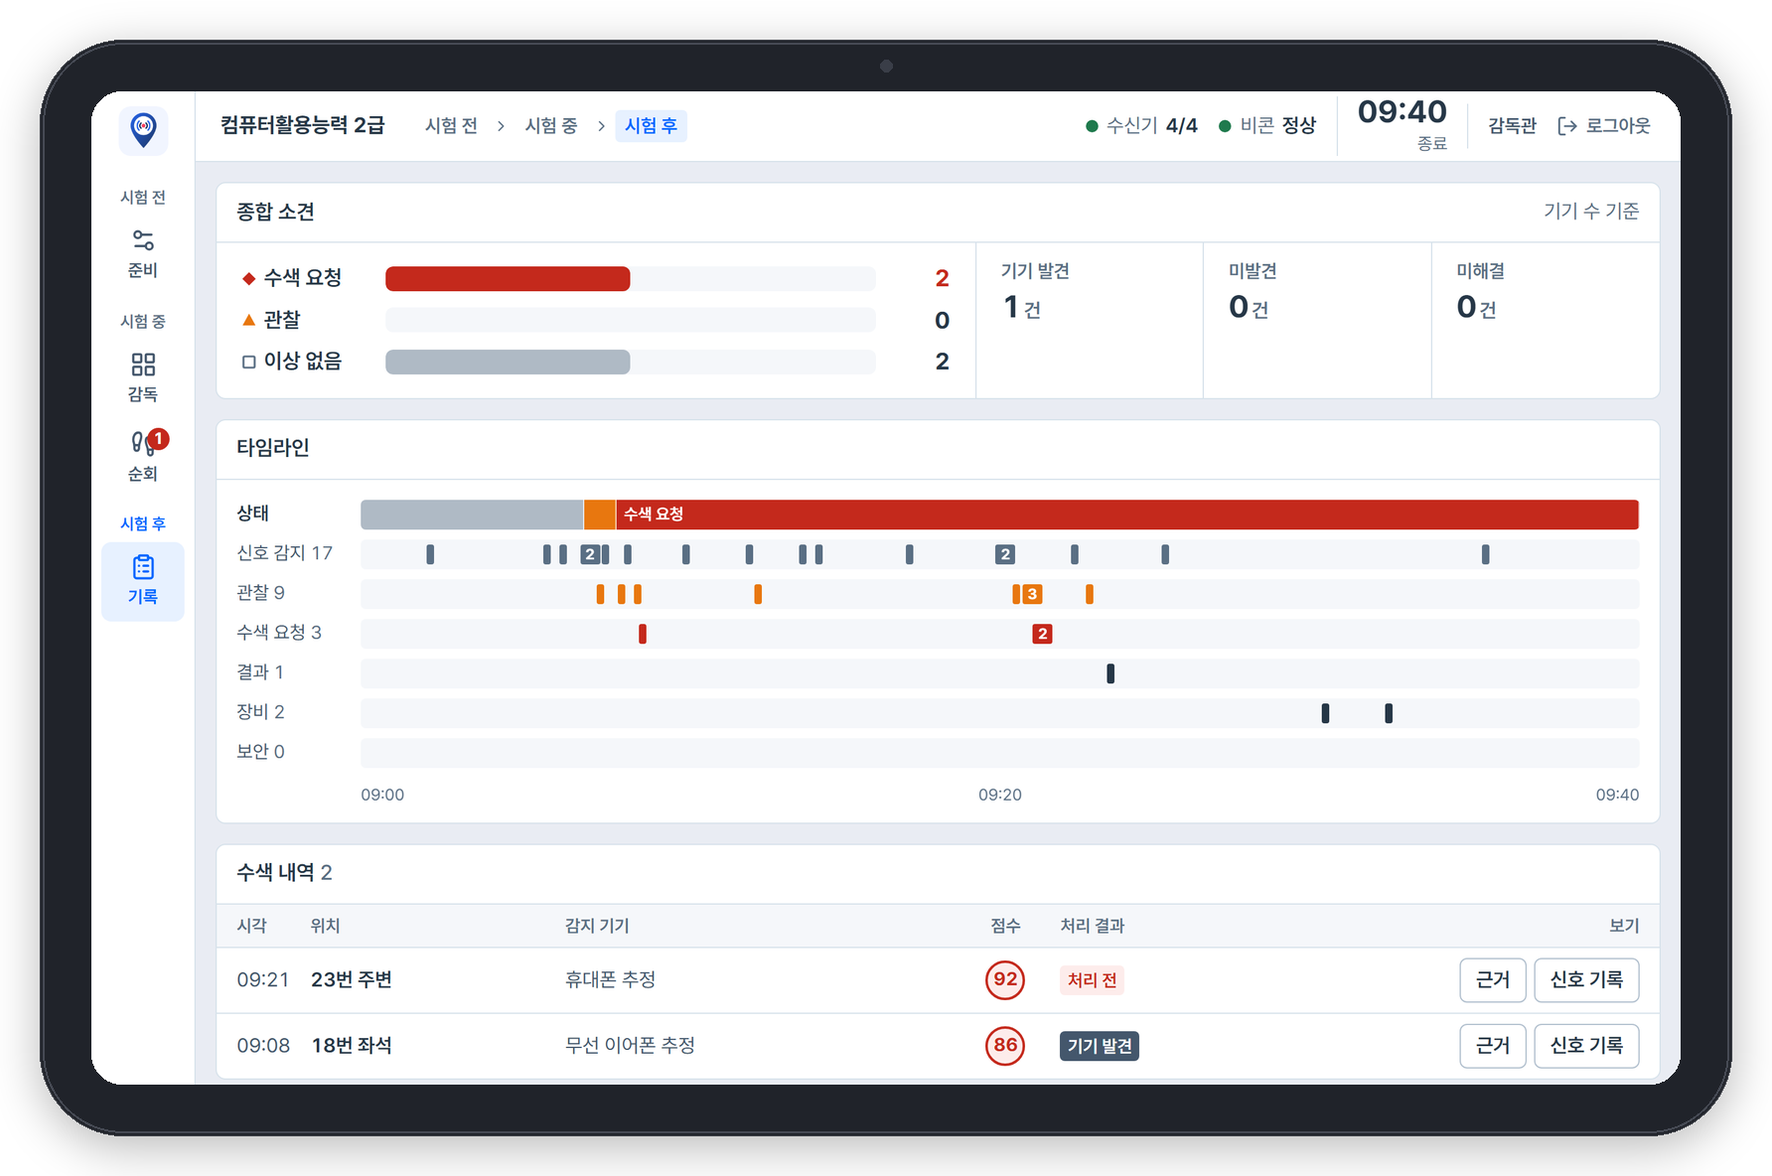 컴퓨터활용능력 2급
시험 전 > 시험 중 > 시험 후
수신기 4/4
비콘 정상
09:40
종료
감독관
로그아웃
시험 전
준비
시험 중
감독
1
순회
시험 후
기록
종합 소견
기기 수 기준
수색 요청 2
관찰 0
이상 없음 2
기기 발견
1건
미발견
0건
미해결
0건
타임라인
상태 수색 요청
신호 감지 17 2 2
관찰 9 3
수색 요청 3 2
결과 1
장비 2
보안 0
09:00 09:20 09:40
수색 내역 2
시각 위치 감지 기기 점수 처리 결과 보기
09:21 23번 주변 휴대폰 추정 92 처리 전 근거 신호 기록
09:08 18번 좌석 무선 이어폰 추정 86 기기 발견 근거 신호 기록